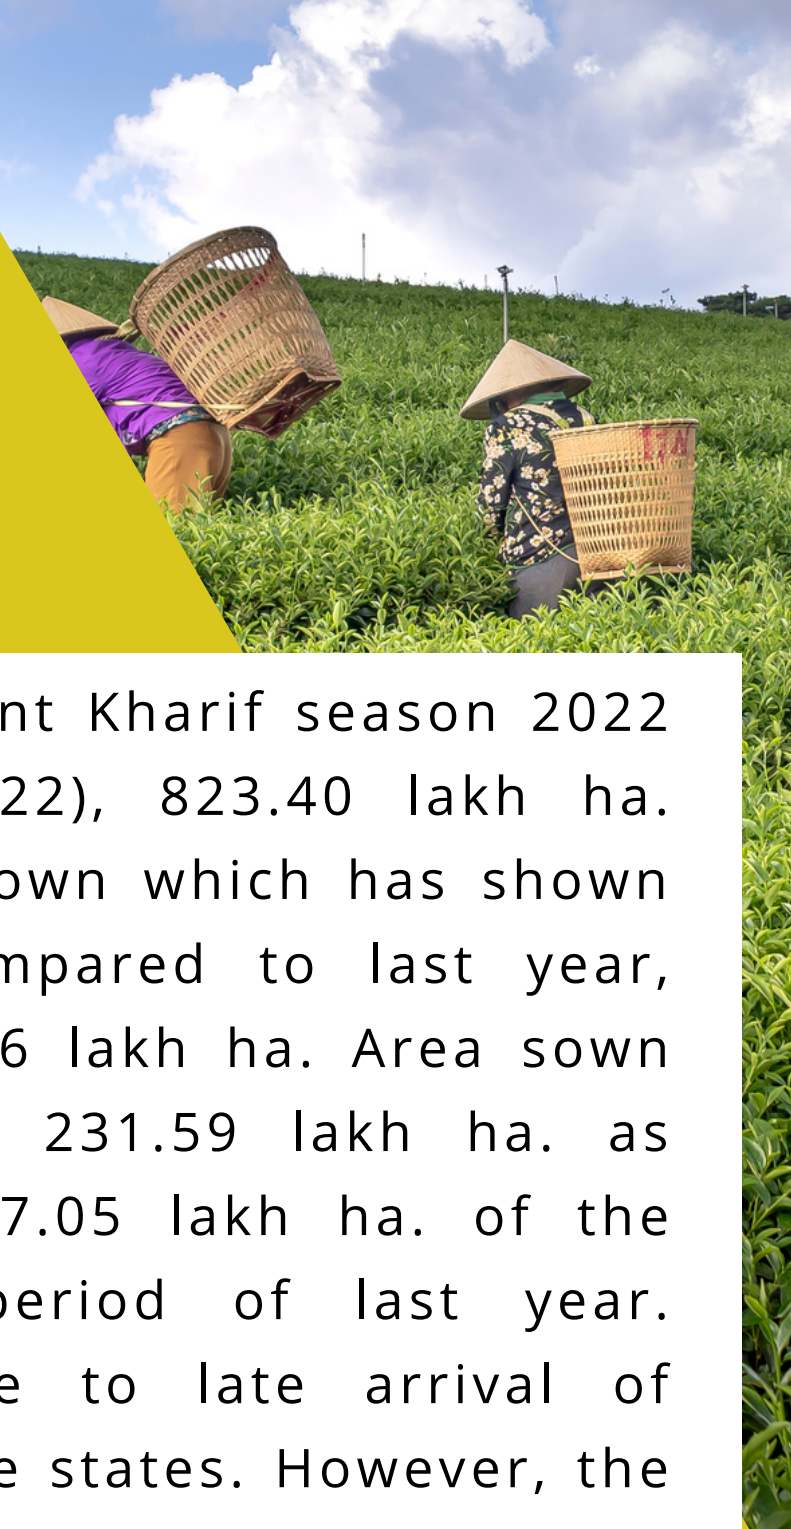 nt Kharif season 2022
22), 823.40 lakh ha.
own which has shown
mpared to last year,
6 lakh ha. Area sown
231.59 lakh ha. as
7.05 lakh ha. of the
period of last year.
e to late arrival of
e states. However, the